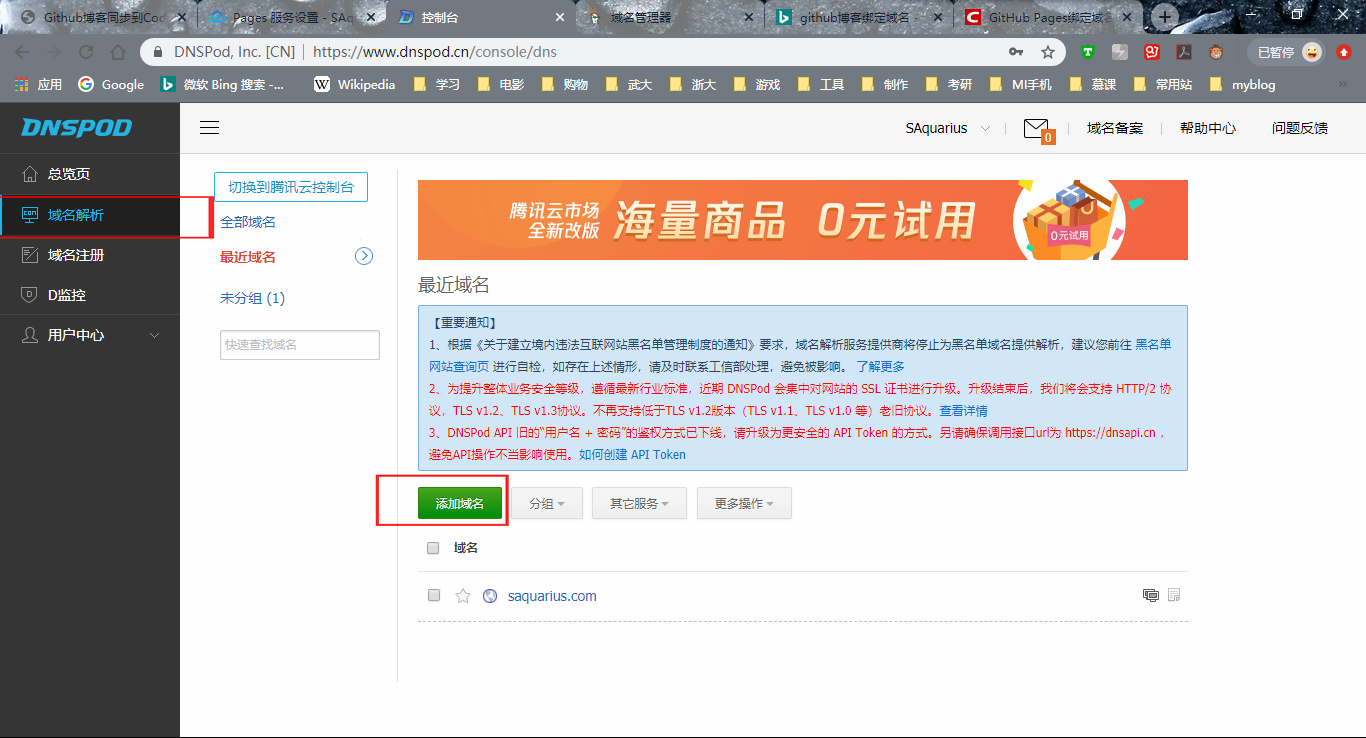 Github博客同步到Cod
Pages 服务设置 - SAq
控制台
域名管理器
github博客绑定域名
GitHub Pages绑定域名
DNSPod, Inc. [CN]
https://www.dnspod.cn/console/dns
已暂停
应用
Google
微软 Bing 搜索 -...
Wikipedia
学习
电影
购物
武大
浙大
游戏
工具
制作
考研
MI手机
慕课
常用站
myblog
DNSPOD
SAquarius
0
域名备案
帮助中心
问题反馈
总览页
域名解析
域名注册
D监控
用户中心
切换到腾讯云控制台
全部域名
最近域名
未分组 (1)
快速查找域名
腾讯云市场
全新改版
海量商品 0元试用
0元试用
最近域名
【重要通知】
1、根据《关于建立境内违法互联网站黑名单管理制度的通知》要求，域名解析服务提供商将停止为黑名单域名提供解析，建议您前往 黑名单
网站查询页 进行自检，如存在上述情形，请及时联系工信部处理，避免被影响。 了解更多
2、为提升整体业务安全等级，遵循最新行业标准，近期 DNSPod 会集中对网站的 SSL 证书进行升级。升级结束后，我们将会支持 HTTP/2 协
议，TLS v1.2、TLS v1.3协议。不再支持低于TLS v1.2版本（TLS v1.1、TLS v1.0 等）老旧协议。查看详情
3、DNSPod API 旧的“用户名 + 密码”的鉴权方式已下线，请升级为更安全的 API Token 的方式。另请确保调用接口url为 https://dnsapi.cn ，
避免API操作不当影响使用。如何创建 API Token
添加域名
分组
其它服务
更多操作
域名
saquarius.com